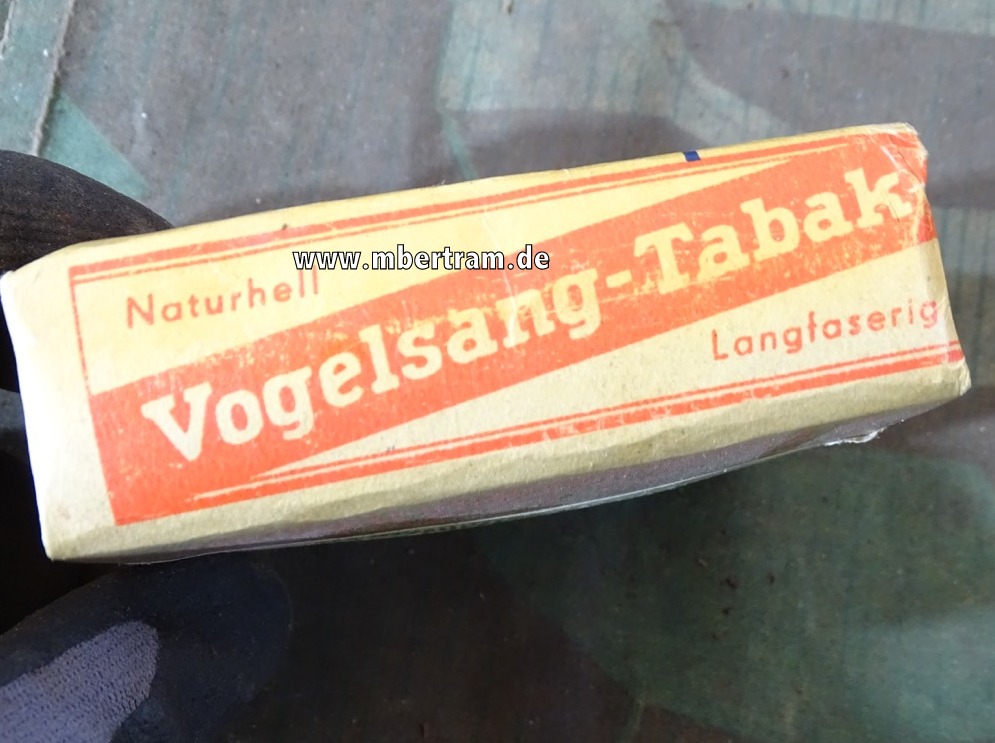 www.mbertram.de
Naturhell
Vogelsang-Tabak
Langfaserig